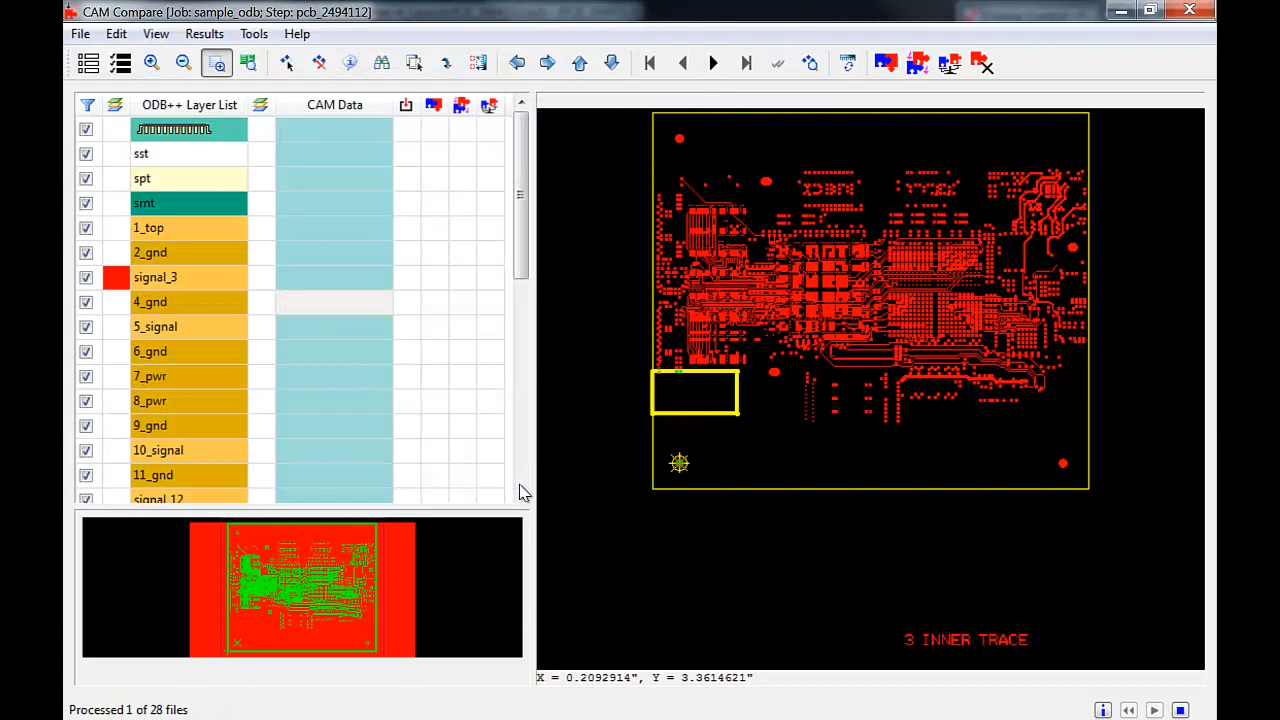 CAM Compare [Job: sample_odb; Step: pcb_2494112]
File Edit View Results Tools Help
ODB++ Layer List CAM Data
sst
spt
smt
1_top
2_gnd
signal_3
4_gnd
5_signal
6_gnd
7_pwr
8_pwr
9_gnd
10_signal
11_gnd
signal_12
3 INNER TRACE
X = 0.2092914", Y = 3.3614621"
Processed 1 of 28 files